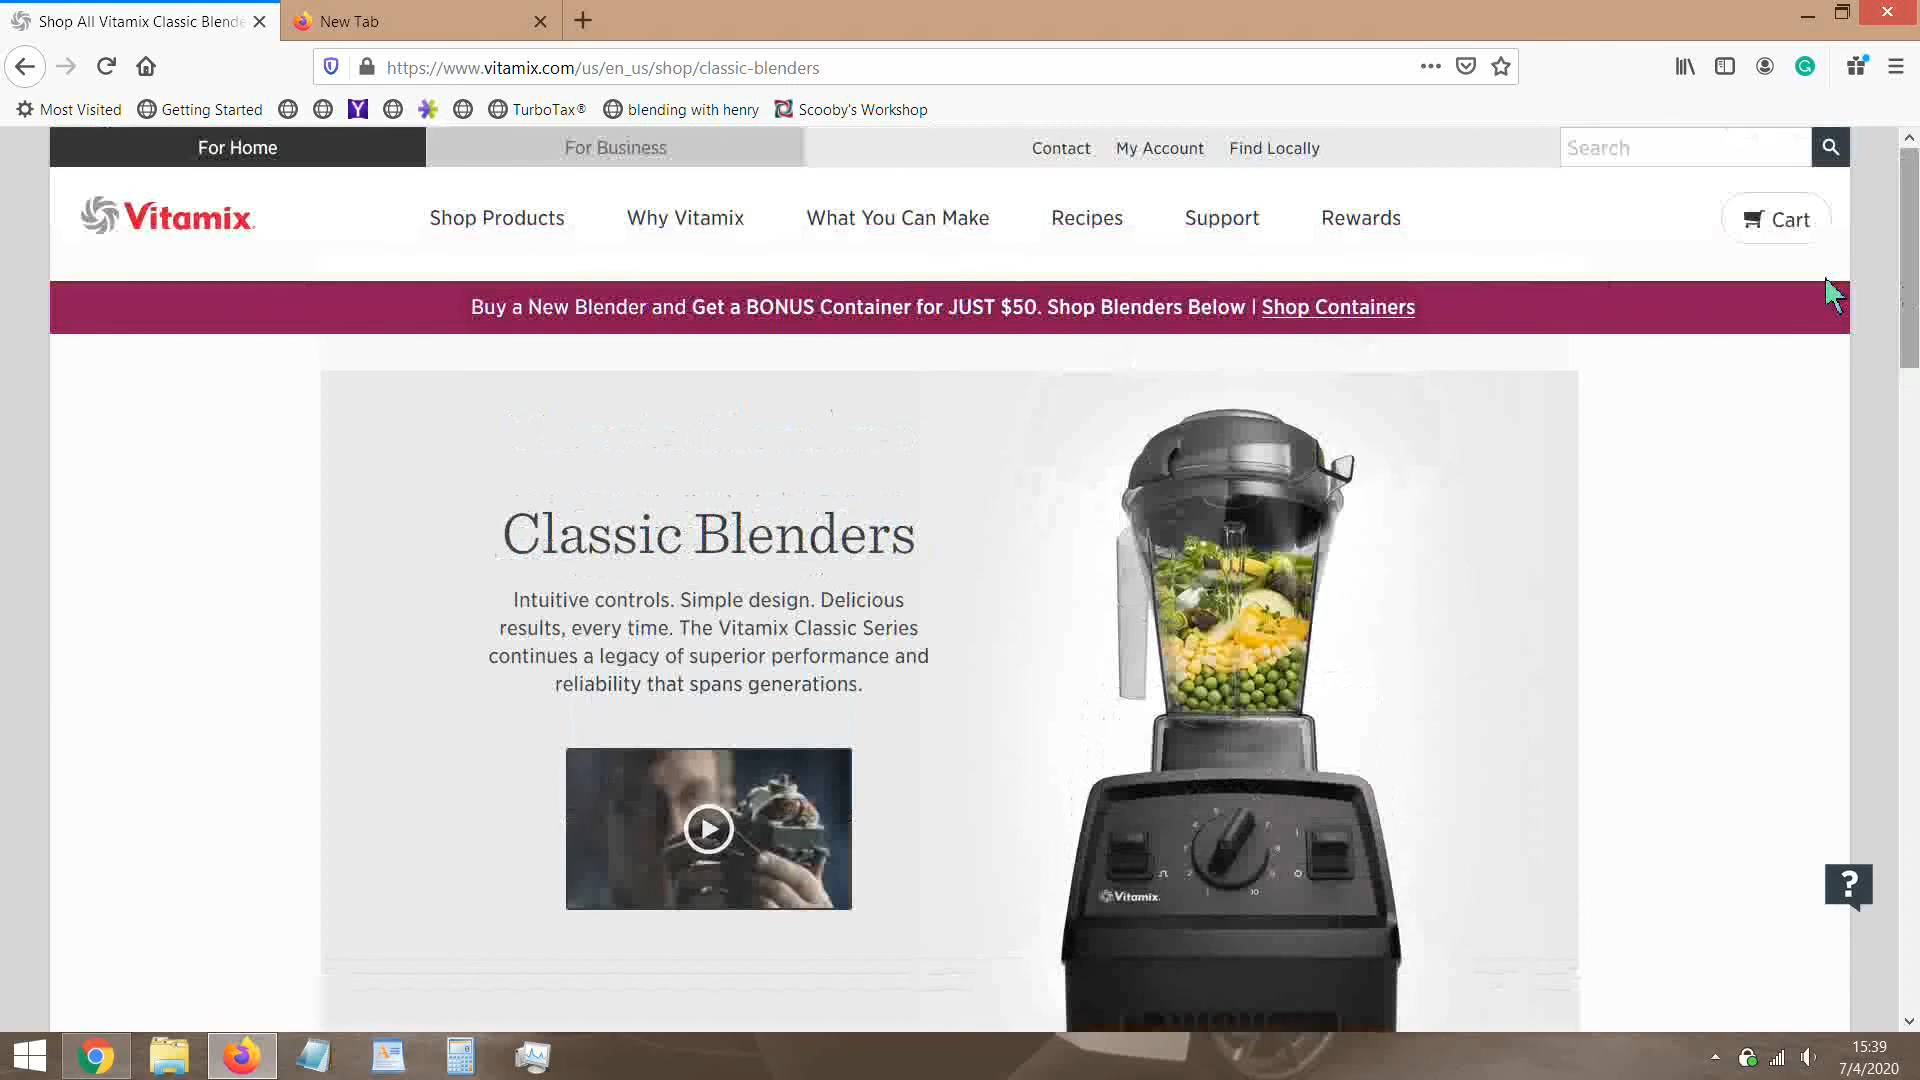 Shop All Vitamix Classic Blende
New Tab
https://www.vitamix.com/us/en_us/shop/classic-blenders
Most Visited
Getting Started
TurboTax®
blending with henry
Scooby's Workshop
For Home
For Business
Contact
My Account
Find Locally
Search
Vitamix
Shop Products
Why Vitamix
What You Can Make
Recipes
Support
Rewards
Cart
Buy a New Blender and Get a BONUS Container for JUST $50. Shop Blenders Below | Shop Containers
Classic Blenders
Intuitive controls. Simple design. Delicious
results, every time. The Vitamix Classic Series
continues a legacy of superior performance and
reliability that spans generations.
Vitamix.
10
?
15:39
7/4/2020